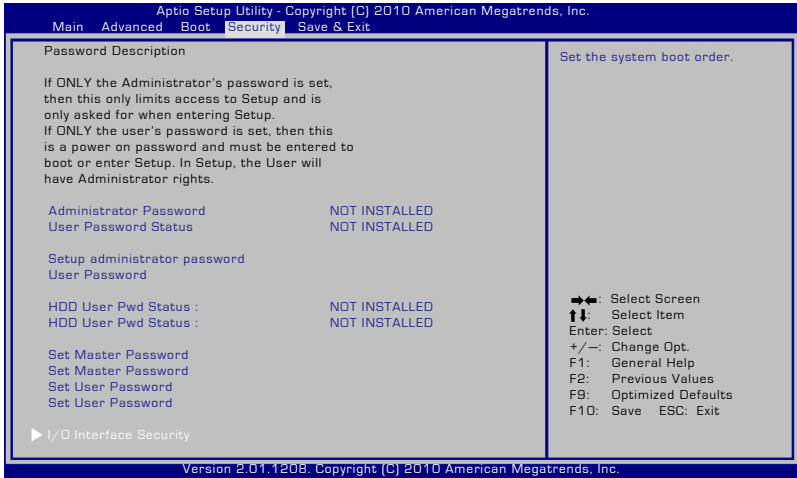 Aptio Setup Utility - Copyright (C) 2010 American Megatrends, Inc.
Main Advanced Boot Security Save & Exit
Password Description
If ONLY the Administrator's password is set,
then this only limits access to Setup and is
only asked for when entering Setup.
If ONLY the user's password is set, then this
is a power on password and must be entered to
boot or enter Setup. In Setup, the User will
have Administrator rights.
Administrator Password NOT INSTALLED
User Password Status NOT INSTALLED
Setup administrator password
User Password
HDD User Pwd Status : NOT INSTALLED
HDD User Pwd Status : NOT INSTALLED
Set Master Password
Set Master Password
Set User Password
Set User Password
I/O Interface Security
Set the system boot order.
→←: Select Screen
↑↓: Select Item
Enter: Select
+/—: Change Opt.
F1: General Help
F2: Previous Values
F9: Optimized Defaults
F10: Save ESC: Exit
Version 2.01.1208. Copyright (C) 2010 American Megatrends, Inc.